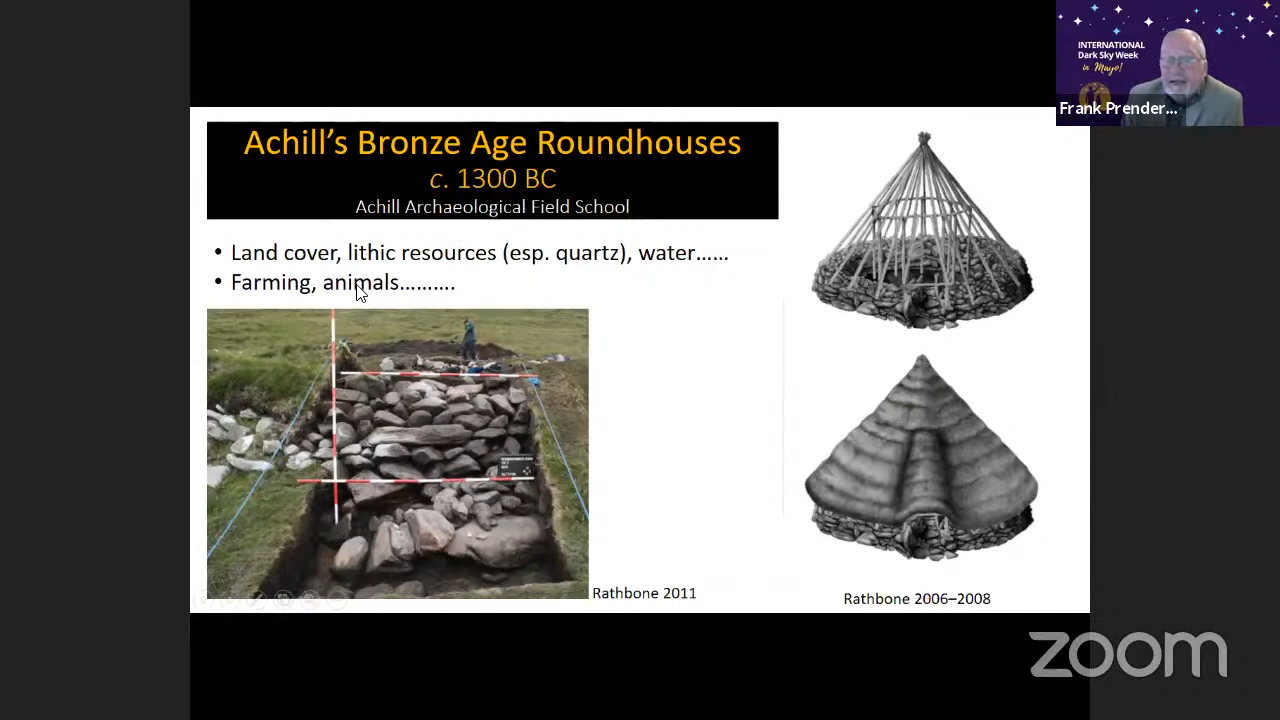 INTERNATIONAL
Dark Sky Week
in Mayo!
Frank Prender...
Achill's Bronze Age Roundhouses
c. 1300 BC
Achill Archaeological Field School
• Land cover, lithic resources (esp. quartz), water……
• Farming, animals……….
Rathbone 2011
Rathbone 2006–2008
zoom